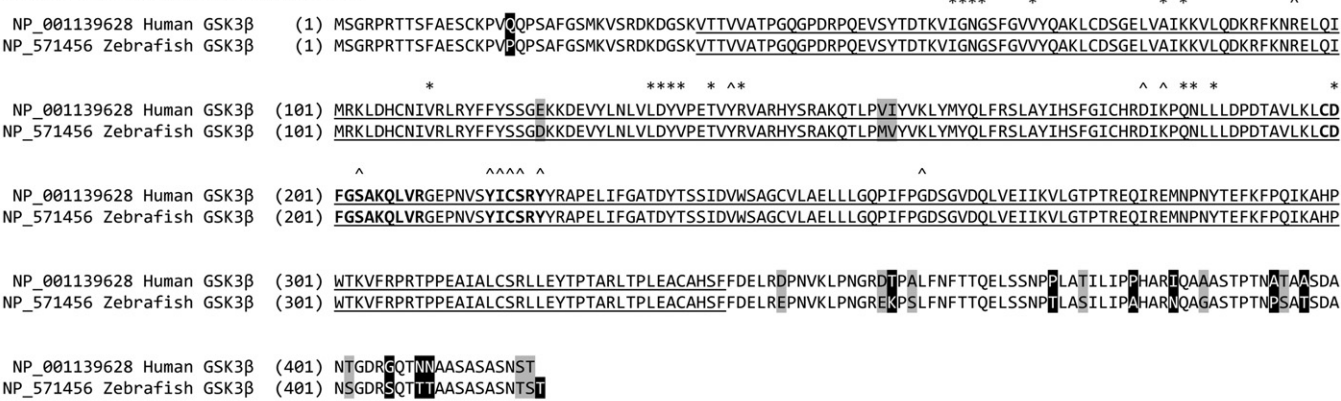 **** * * * ^
NP_001139628 Human GSK3β (1) MSGRPRTTSFAESCKPVQQPSAFGSMKVSRDKDGSKVTTVVATPGQGPDRPQEVSYTDTKVIGNGSFGVVYQAKLCDSGELVAIKKVLQDKRFKNRELQI
NP_571456 Zebrafish GSK3β (1) MSGRPRTTSFAESCKPVPQPSAFGSMKVSRDKDGSKVTTVVATPGQGPDRPQEVSYTDTKVIGNGSFGVVYQAKLCDSGELVAIKKVLQDKRFKNRELQI
* **** * ^* ^ ^ ** * *
NP_001139628 Human GSK3β (101) MRKLDHCNIVRLRYFFYSSGEKKDEVYLNLVLDYVPETVYRVARHYSRAKQTLPVIYVKLYMYQLFRSLAYIHSFGICHRDIKPQNLLLDPDTAVLKLCD
NP_571456 Zebrafish GSK3β (101) MRKLDHCNIVRLRYFFYSSGDKKDEVYLNLVLDYVPETVYRVARHYSRAKQTLPMVYVKLYMYQLFRSLAYIHSFGICHRDIKPQNLLLDPDTAVLKLCD
^ ^^^^ ^ ^
NP_001139628 Human GSK3β (201) FGSAKQLVRGEPNVSYICSRYYRAPELIFGATDYTSSIDVWSAGCVLAELLLGQPIFPGDSGVDQLVEIIKVLGTPTREQIREMNPNYTEFKFPQIKAHP
NP_571456 Zebrafish GSK3β (201) FGSAKQLVRGEPNVSYICSRYYRAPELIFGATDYTSSIDVWSAGCVLAELLLGQPIFPGDSGVDQLVEIIKVLGTPTREQIREMNPNYTEFKFPQIKAHP
NP_001139628 Human GSK3β (301) WTKVFRPRTPPEAIALCSRLLEYTPTARLTPLEACAHSFFDELRDPNVKLPNGRDTPALFNFTTQELSSNPPLATILIPPHARIQAAASTPTNATAASDA
NP_571456 Zebrafish GSK3β (301) WTKVFRPRTPPEAIALCSRLLEYTPTARLTPLEACAHSFFDELREPNVKLPNGREKPSLFNFTTQELSSNPTLASILIPAHARNQAGASTPTNPSATSDA
NP_001139628 Human GSK3β (401) NTGDRGQTNNAASASASNST
NP_571456 Zebrafish GSK3β (401) NSGDRSQTTTAASASASNTST